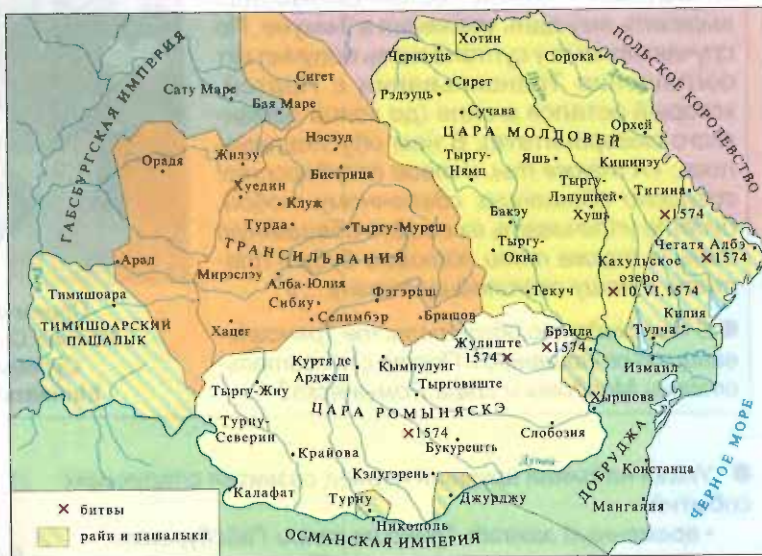 ГАБСБУРГСКАЯ ИМПЕРИЯ
ПОЛЬСКОЕ КОРОЛЕВСТВО
Хотин
Чернэуць
Сорока
Сигет
Сату Маре
Бая Маре
Сирет
Рэдэуць
Сучава
ЦАРА МОЛДОВЕЙ
Орхей
Нэсэуд
Бистрица
Орадя
Жилэу
Хуедин
Клуж
Турда
Тыргу-Муреш
ТРАНСИЛЬВАНИЯ
Тыргу-
Нямц
Яшь
Кишинэу
Тыргу-
Лэпушней
Тигина
Хушь
1574
Бакэу
Тыргу-
Окна
Четатя Албэ
1574
Кахульское
озеро
10.VI.1574
Арад
Мирэслэу
Алба-Юлия
Сибиу
Фэгэраш
Селимбэр
Хацег
Брашов
Текуч
Тимишоара
ТИМИШОАРСКИЙ
ПАШАЛЫК
Килия
Тулча
Измаил
Брэила
1574
Жулиште
1574
Куртя де
Арджеш
Кымпулунг
Тыргу-Жиу
Тырговиште
Хыршова
ЦАРА РОМЫНЯСКЭ
Турну-
Северин
1574
Букурешть
Слобозия
Крайова
Кэлугэрень
Дунай
ДОБРУДЖА
Констанца
Мангалия
ЧЕРНОЕ МОРЕ
Калафат
Турну
Джурджу
Никополь
ОСМАНСКАЯ ИМПЕРИЯ
битвы
райи и пашалыки